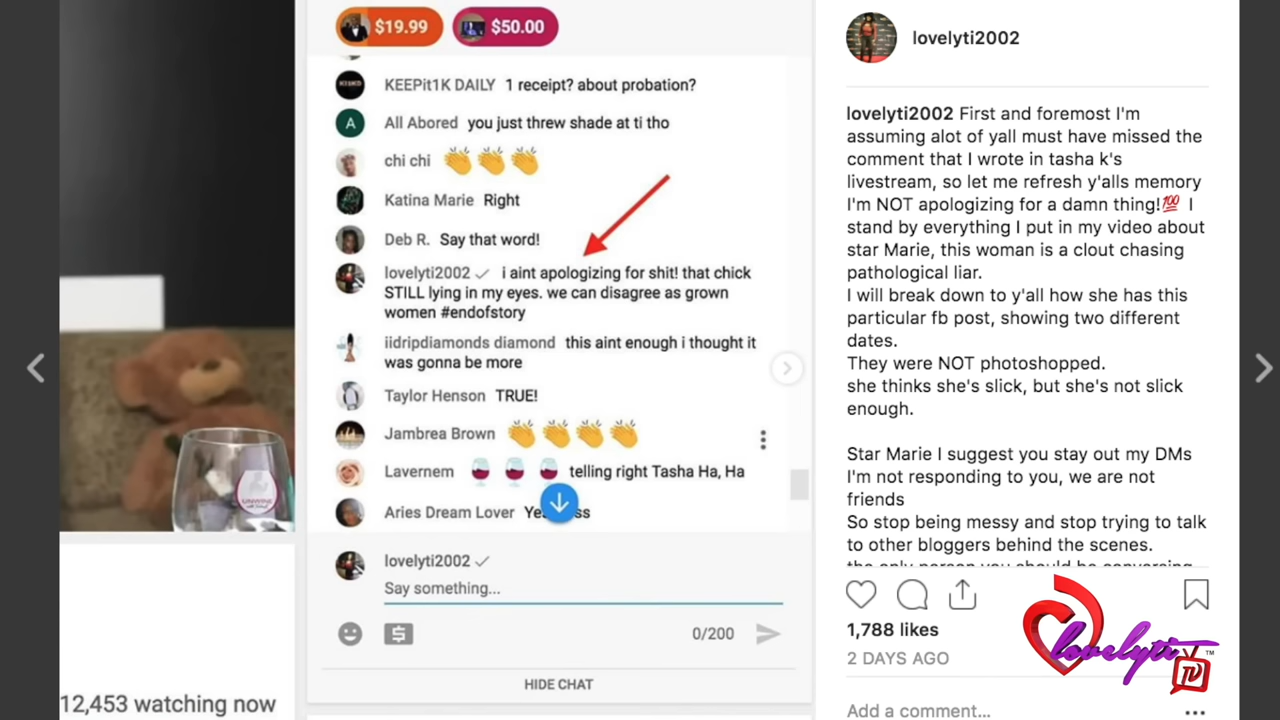 $19.99 $50.00
KEEPit1K DAILY 1 receipt? about probation?
A All Abored you just threw shade at ti tho
chi chi 👏 👏 👏
Katina Marie Right
Deb R. Say that word!
lovelyti2002 ✓ i aint apologizing for shit! that chick
STILL lying in my eyes. we can disagree as grown
women #endofstory
iidripdiamonds diamond this aint enough i thought it
was gonna be more
Taylor Henson TRUE!
Jambrea Brown 👏 👏 👏 👏
Lavernem 🍷 🍷 🍷 telling right Tasha Ha, Ha
Aries Dream Lover
lovelyti2002 ✓
Say something...
0/200
HIDE CHAT
12,453 watching now
lovelyti2002
lovelyti2002 First and foremost I'm
assuming alot of yall must have missed the
comment that I wrote in tasha k's
livestream, so let me refresh y'alls memory
I'm NOT apologizing for a damn thing!💯 I
stand by everything I put in my video about
star Marie, this woman is a clout chasing
pathological liar.
I will break down to y'all how she has this
particular fb post, showing two different
dates.
They were NOT photoshopped.
she thinks she's slick, but she's not slick
enough.
Star Marie I suggest you stay out my DMs
I'm not responding to you, we are not
friends
So stop being messy and stop trying to talk
to other bloggers behind the scenes.
the only person you should be conversing
1,788 likes
2 DAYS AGO
Add a comment...
lovelyti TV ™